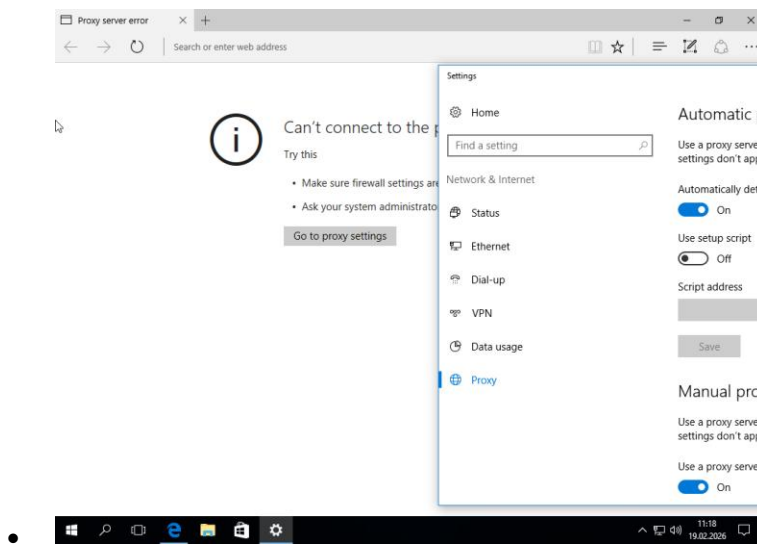 Proxy server error
Search or enter web address
Can't connect to the
Try this
Make sure firewall settings are
Ask your system administrato
Go to proxy settings
Settings
Home
Find a setting
Network & Internet
Status
Ethernet
Dial-up
VPN
Data usage
Proxy
Automatic
Use a proxy serve
settings don't app
Automatically det
On
Use setup script
Off
Script address
Save
Manual pro
Use a proxy serve
settings don't app
Use a proxy serve
On
11:18
19.02.2026